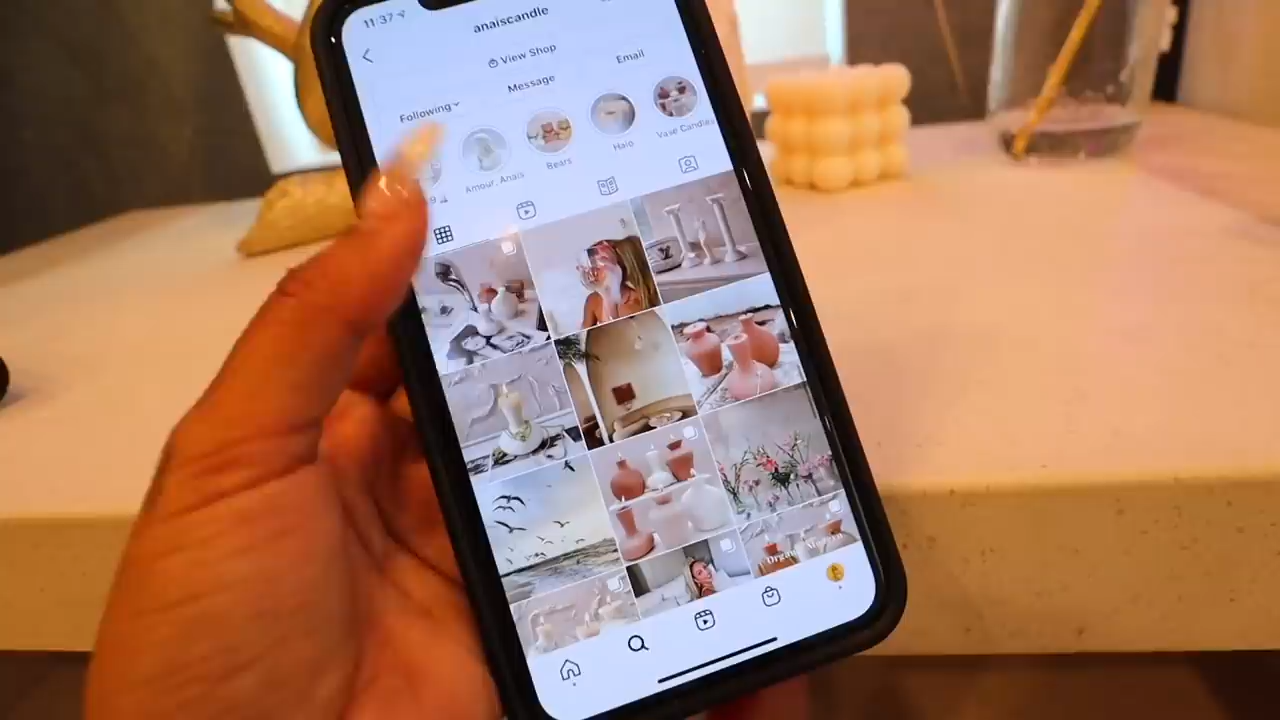 11:37
anaiscandle
View Shop
Email
Message
Following
Amour, Anais
Bears
Halo
Vase Candles